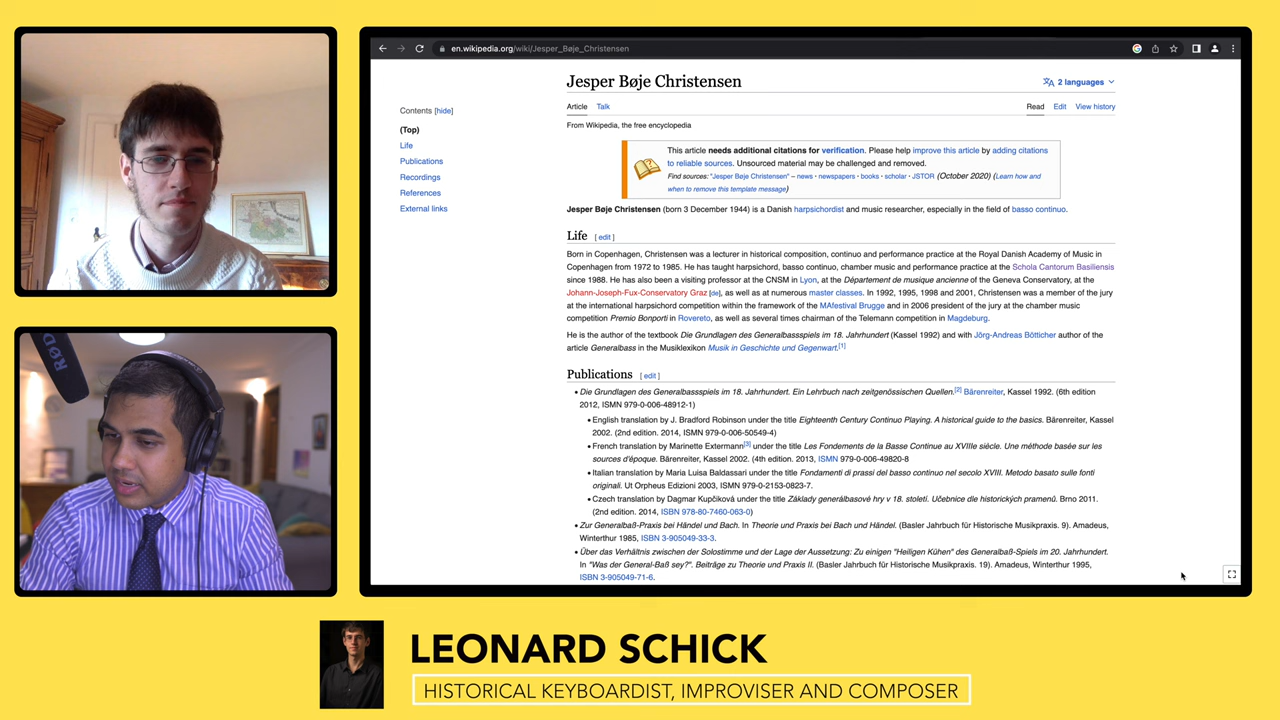 RØD
en.wikipedia.org/wiki/Jesper_Bøje_Christensen
Jesper Bøje Christensen
2 languages
Contents [hide]
(Top)
Life
Publications
Recordings
References
External links
Article Talk
Read Edit View history
From Wikipedia, the free encyclopedia
This article needs additional citations for verification. Please help improve this article by adding citations
to reliable sources. Unsourced material may be challenged and removed.
Find sources: "Jesper Bøje Christensen" – news · newspapers · books · scholar · JSTOR (October 2020) (Learn how and
when to remove this template message)
Jesper Bøje Christensen (born 3 December 1944) is a Danish harpsichordist and music researcher, especially in the field of basso continuo.
Life [ edit ]
Born in Copenhagen, Christensen was a lecturer in historical composition, continuo and performance practice at the Royal Danish Academy of Music in
Copenhagen from 1972 to 1985. He has taught harpsichord, basso continuo, chamber music and performance practice at the Schola Cantorum Basiliensis
since 1988. He has also been a visiting professor at the CNSM in Lyon, at the Département de musique ancienne of the Geneva Conservatory, at the
Johann-Joseph-Fux-Conservatory Graz [de], as well as at numerous master classes. In 1992, 1995, 1998 and 2001, Christensen was a member of the jury
at the international harpsichord competition within the framework of the MAfestival Brugge and in 2006 president of the jury at the chamber music
competition Premio Bonporti in Rovereto, as well as several times chairman of the Telemann competition in Magdeburg.
He is the author of the textbook Die Grundlagen des Generalbassspiels im 18. Jahrhundert (Kassel 1992) and with Jörg-Andreas Bötticher author of the
article Generalbass in the Musiklexikon Musik in Geschichte und Gegenwart.[1]
Publications [ edit ]
• Die Grundlagen des Generalbassspiels im 18. Jahrhundert. Ein Lehrbuch nach zeitgenössischen Quellen.[2] Bärenreiter, Kassel 1992. (6th edition
2012, ISMN 979-0-006-48912-1)
• English translation by J. Bradford Robinson under the title Eighteenth Century Continuo Playing. A historical guide to the basics. Bärenreiter, Kassel
2002. (2nd edition. 2014, ISMN 979-0-006-50549-4)
• French translation by Marinette Extermann[3] under the title Les Fondements de la Basse Continue au XVIIIe siécle. Une méthode basée sur les
sources d'époque. Bärenreiter, Kassel 2002. (4th edition. 2013, ISMN 979-0-006-49820-8
• Italian translation by Maria Luisa Baldassari under the title Fondamenti di prassi del basso continuo nel secolo XVIII. Metodo basato sulle fonti
originali. Ut Orpheus Edizioni 2003, ISMN 979-0-2153-0823-7.
• Czech translation by Dagmar Kupčiková under the title Základy generálbasové hry v 18. století. Učebnice dle historických pramenů. Brno 2011.
(2nd edition. 2014, ISBN 978-80-7460-063-0)
• Zur Generalbaß-Praxis bei Händel und Bach. In Theorie und Praxis bei Bach und Händel. (Basler Jahrbuch für Historische Musikpraxis. 9). Amadeus,
Winterthur 1985, ISBN 3-905049-33-3.
• Über das Verhältnis zwischen der Solostimme und der Lage der Aussetzung: Zu einigen "Heiligen Kühen" des Generalbaß-Spiels im 20. Jahrhundert.
In "Was der General-Baß sey?". Beiträge zu Theorie und Praxis II. (Basler Jahrbuch für Historische Musikpraxis. 19). Amadeus, Winterthur 1995,
ISBN 3-905049-71-6.
LEONARD SCHICK
HISTORICAL KEYBOARDIST, IMPROVISER AND COMPOSER